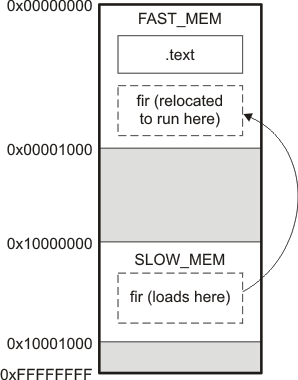 0x00000000
FAST_MEM
.text
fir (relocated
to run here)
0x00001000
0x10000000
SLOW_MEM
fir (loads here)
0x10001000
0xFFFFFFFF